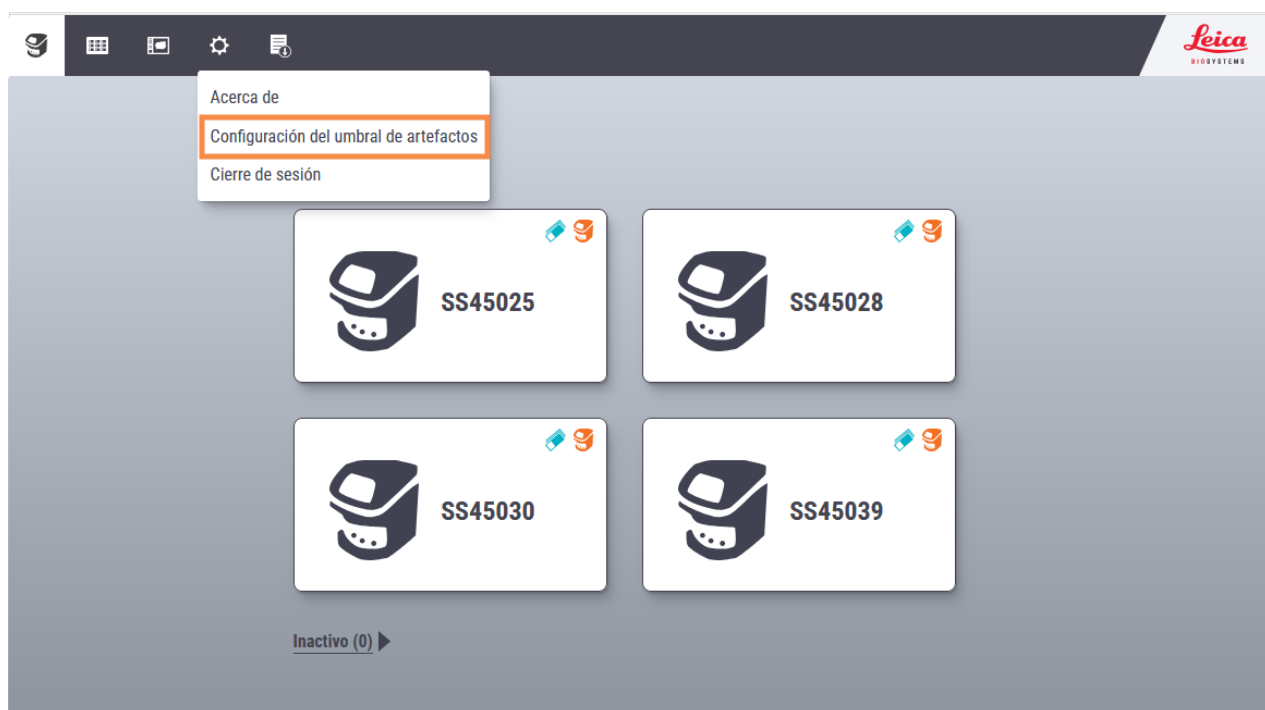 Leica
BIOSYSTEMS
Acerca de
Configuración del umbral de artefactos
Cierre de sesión
SS45025
SS45028
SS45030
SS45039
Inactivo (0)